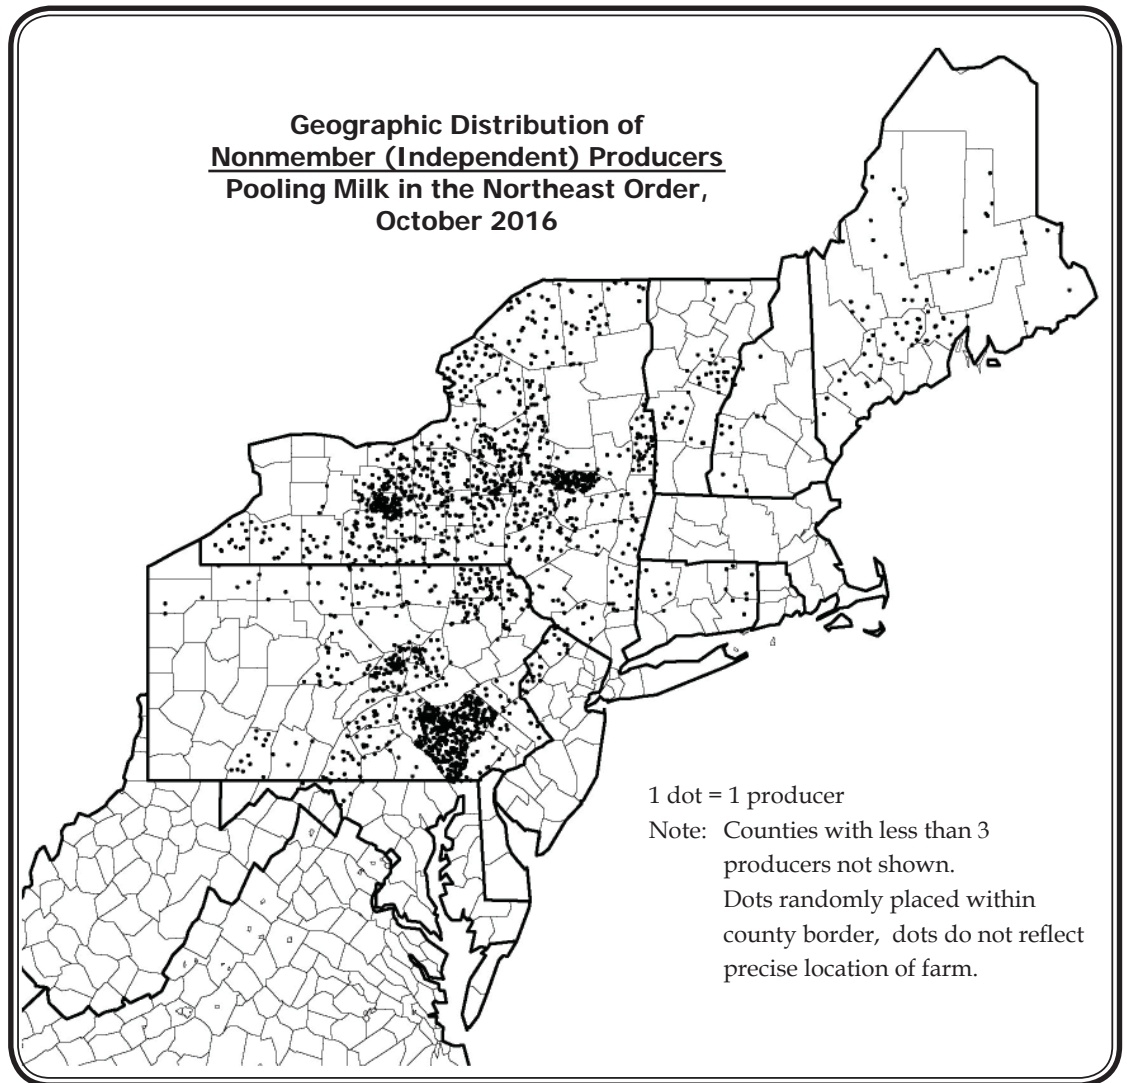 Geographic Distribution of
Nonmember (Independent) Producers
Pooling Milk in the Northeast Order,
October 2016
1 dot = 1 producer
Note: Counties with less than 3
producers not shown.
Dots randomly placed within
county border, dots do not reflect
precise location of farm.